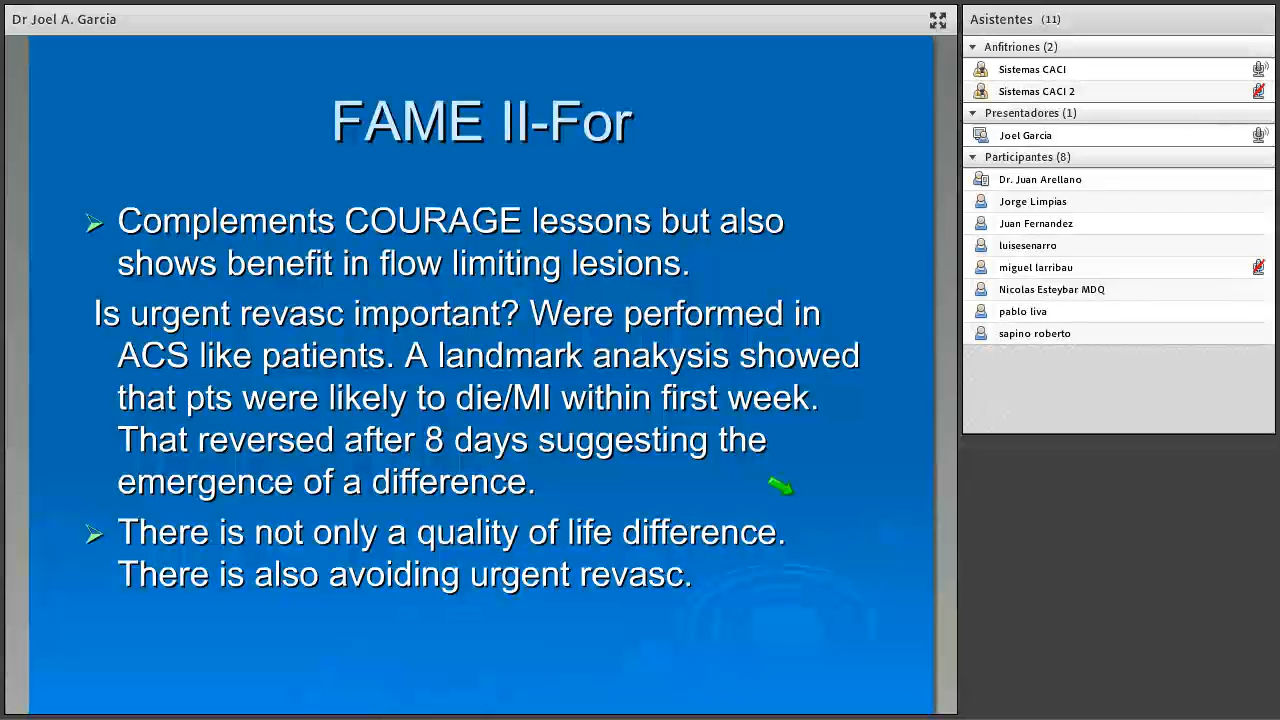 Dr Joel A. Garcia
FAME II-For
Complements COURAGE lessons but also
shows benefit in flow limiting lesions.
Is urgent revasc important? Were performed in
ACS like patients. A landmark anakysis showed
that pts were likely to die/MI within first week.
That reversed after 8 days suggesting the
emergence of a difference.
There is not only a quality of life difference.
There is also avoiding urgent revasc.
Asistentes (11)
Anfitriones (2)
Sistemas CACI
Sistemas CACI 2
Presentadores (1)
Joel Garcia
Participantes (8)
Dr. Juan Arellano
Jorge Limpias
Juan Fernandez
luisesenarro
miguel larribau
Nicolas Esteybar MDQ
pablo liva
sapino roberto